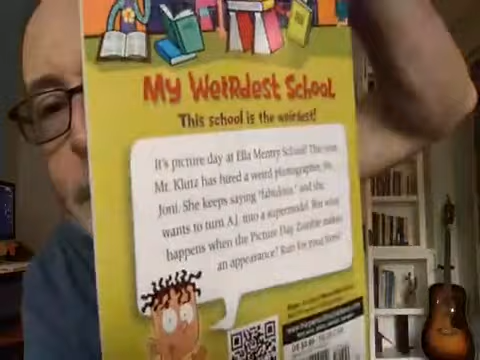 My Weirdest School
This school is the weirdest!
It's picture day at Ella Mentry School! This year
Mr. Klutz has hired a weird photographer, Ms.
Joni. She keeps saying "fabulous," and she
wants to turn A.J. into a supermodel. But what
happens when the Picture Day Zombie makes
an appearance? Run for your lives!